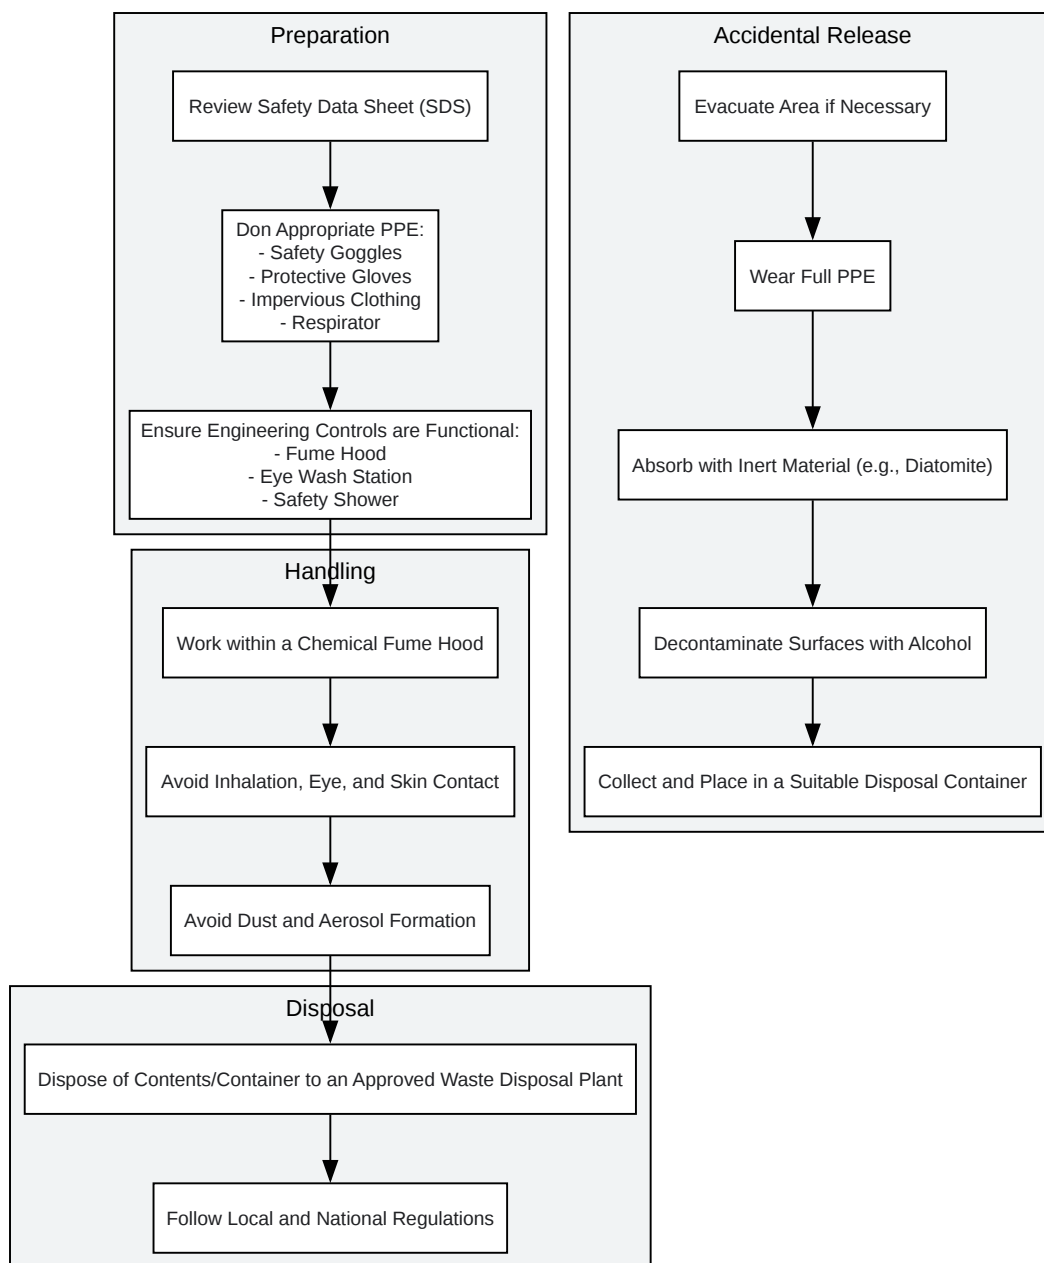 Preparation
Review Safety Data Sheet (SDS)
Don Appropriate PPE:
- Safety Goggles
- Protective Gloves
- Impervious Clothing
- Respirator
Ensure Engineering Controls are Functional:
- Fume Hood
- Eye Wash Station
- Safety Shower
Handling
Work within a Chemical Fume Hood
Avoid Inhalation, Eye, and Skin Contact
Avoid Dust and Aerosol Formation
Disposal
Dispose of Contents/Container to an Approved Waste Disposal Plant
Follow Local and National Regulations
Accidental Release
Evacuate Area if Necessary
Wear Full PPE
Absorb with Inert Material (e.g., Diatomite)
Decontaminate Surfaces with Alcohol
Collect and Place in a Suitable Disposal Container